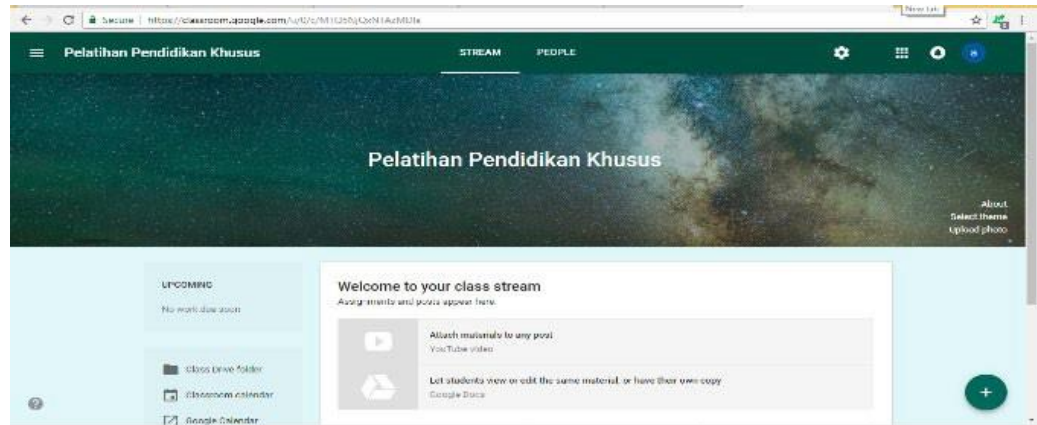 New tab
Secure | https://classroom.google.com
Pelatihan Pendidikan Khusus
STREAM
PEOPLE
a
Pelatihan Pendidikan Khusus
About
Select theme
Upload photo
UPCOMING
No work due soon
Class Drive folder
Classroom calendar
Google Calendar
Welcome to your class stream
Assignments and posts appear here.
Attach materials to any post
YouTube video
Let students view or edit the same material, or have their own copy
Google Docs